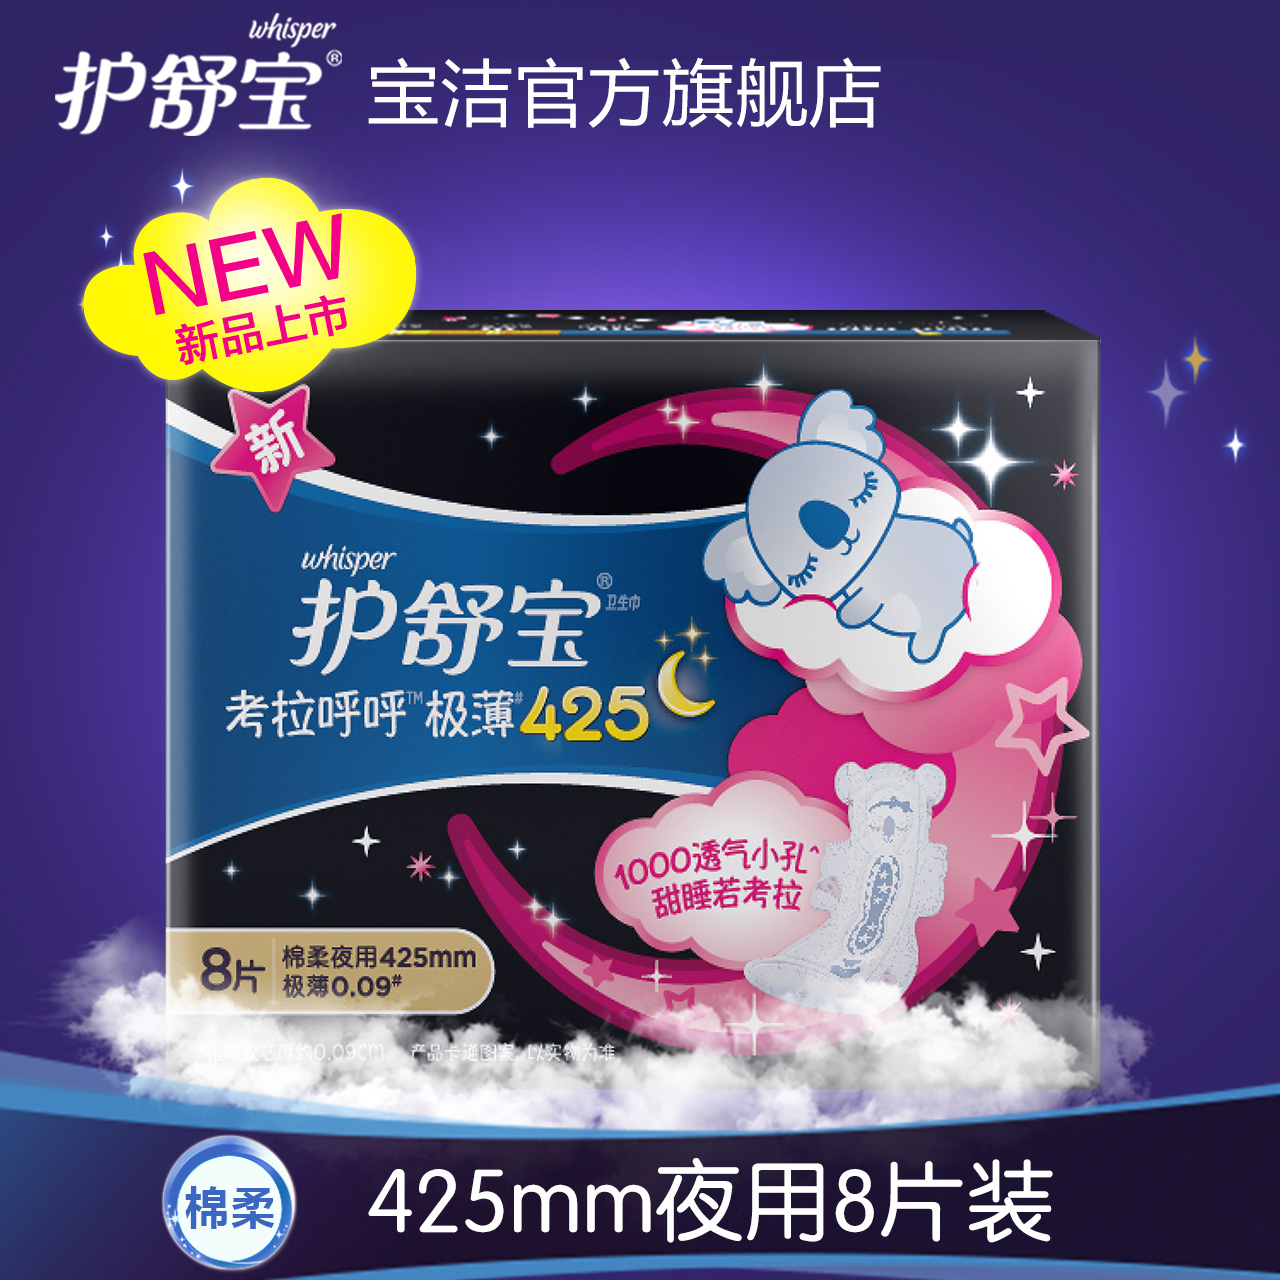 whisper
护舒宝®
宝洁官方旗舰店
NEW
新品上市
新
whisper
护舒宝®
卫生巾
考拉呼呼™极薄#425
1000透气小孔^
甜睡若考拉
8片
棉柔夜用425mm
极薄0.09#
产品卡通图案,以实物为准
棉柔
425mm夜用8片装